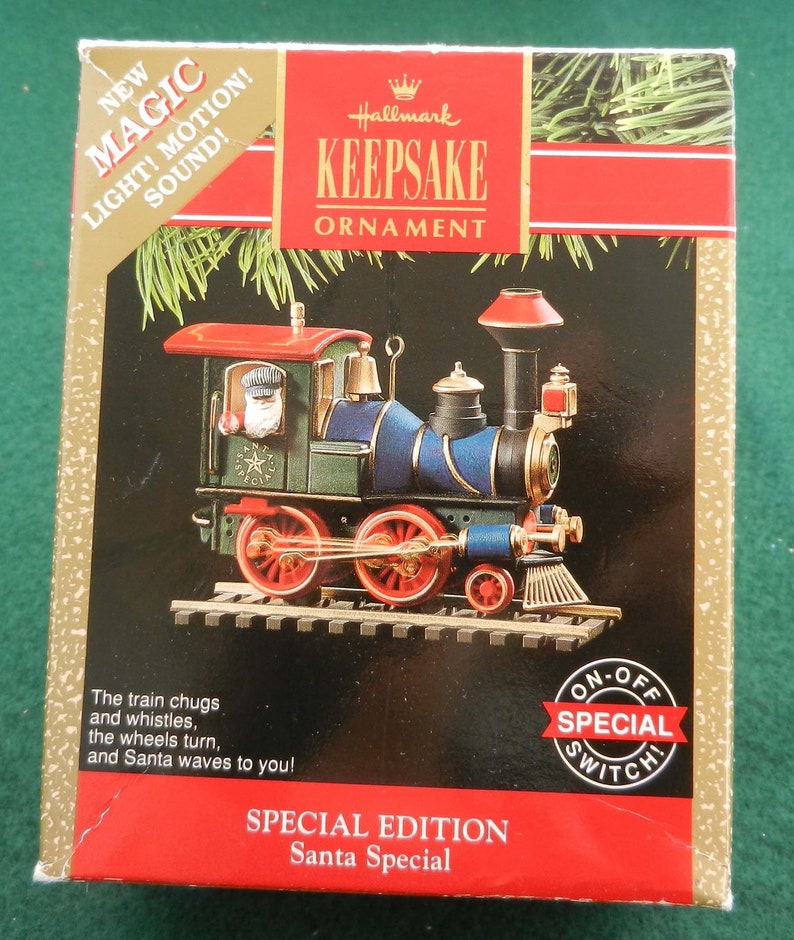 NEW
MAGIC
LIGHT! MOTION!
SOUND!
Hallmark
KEEPSAKE
ORNAMENT
SANTA
SPECIAL
The train chugs
and whistles,
the wheels turn,
and Santa waves to you!
ON-OFF
SPECIAL
SWITCH!
SPECIAL EDITION
Santa Special